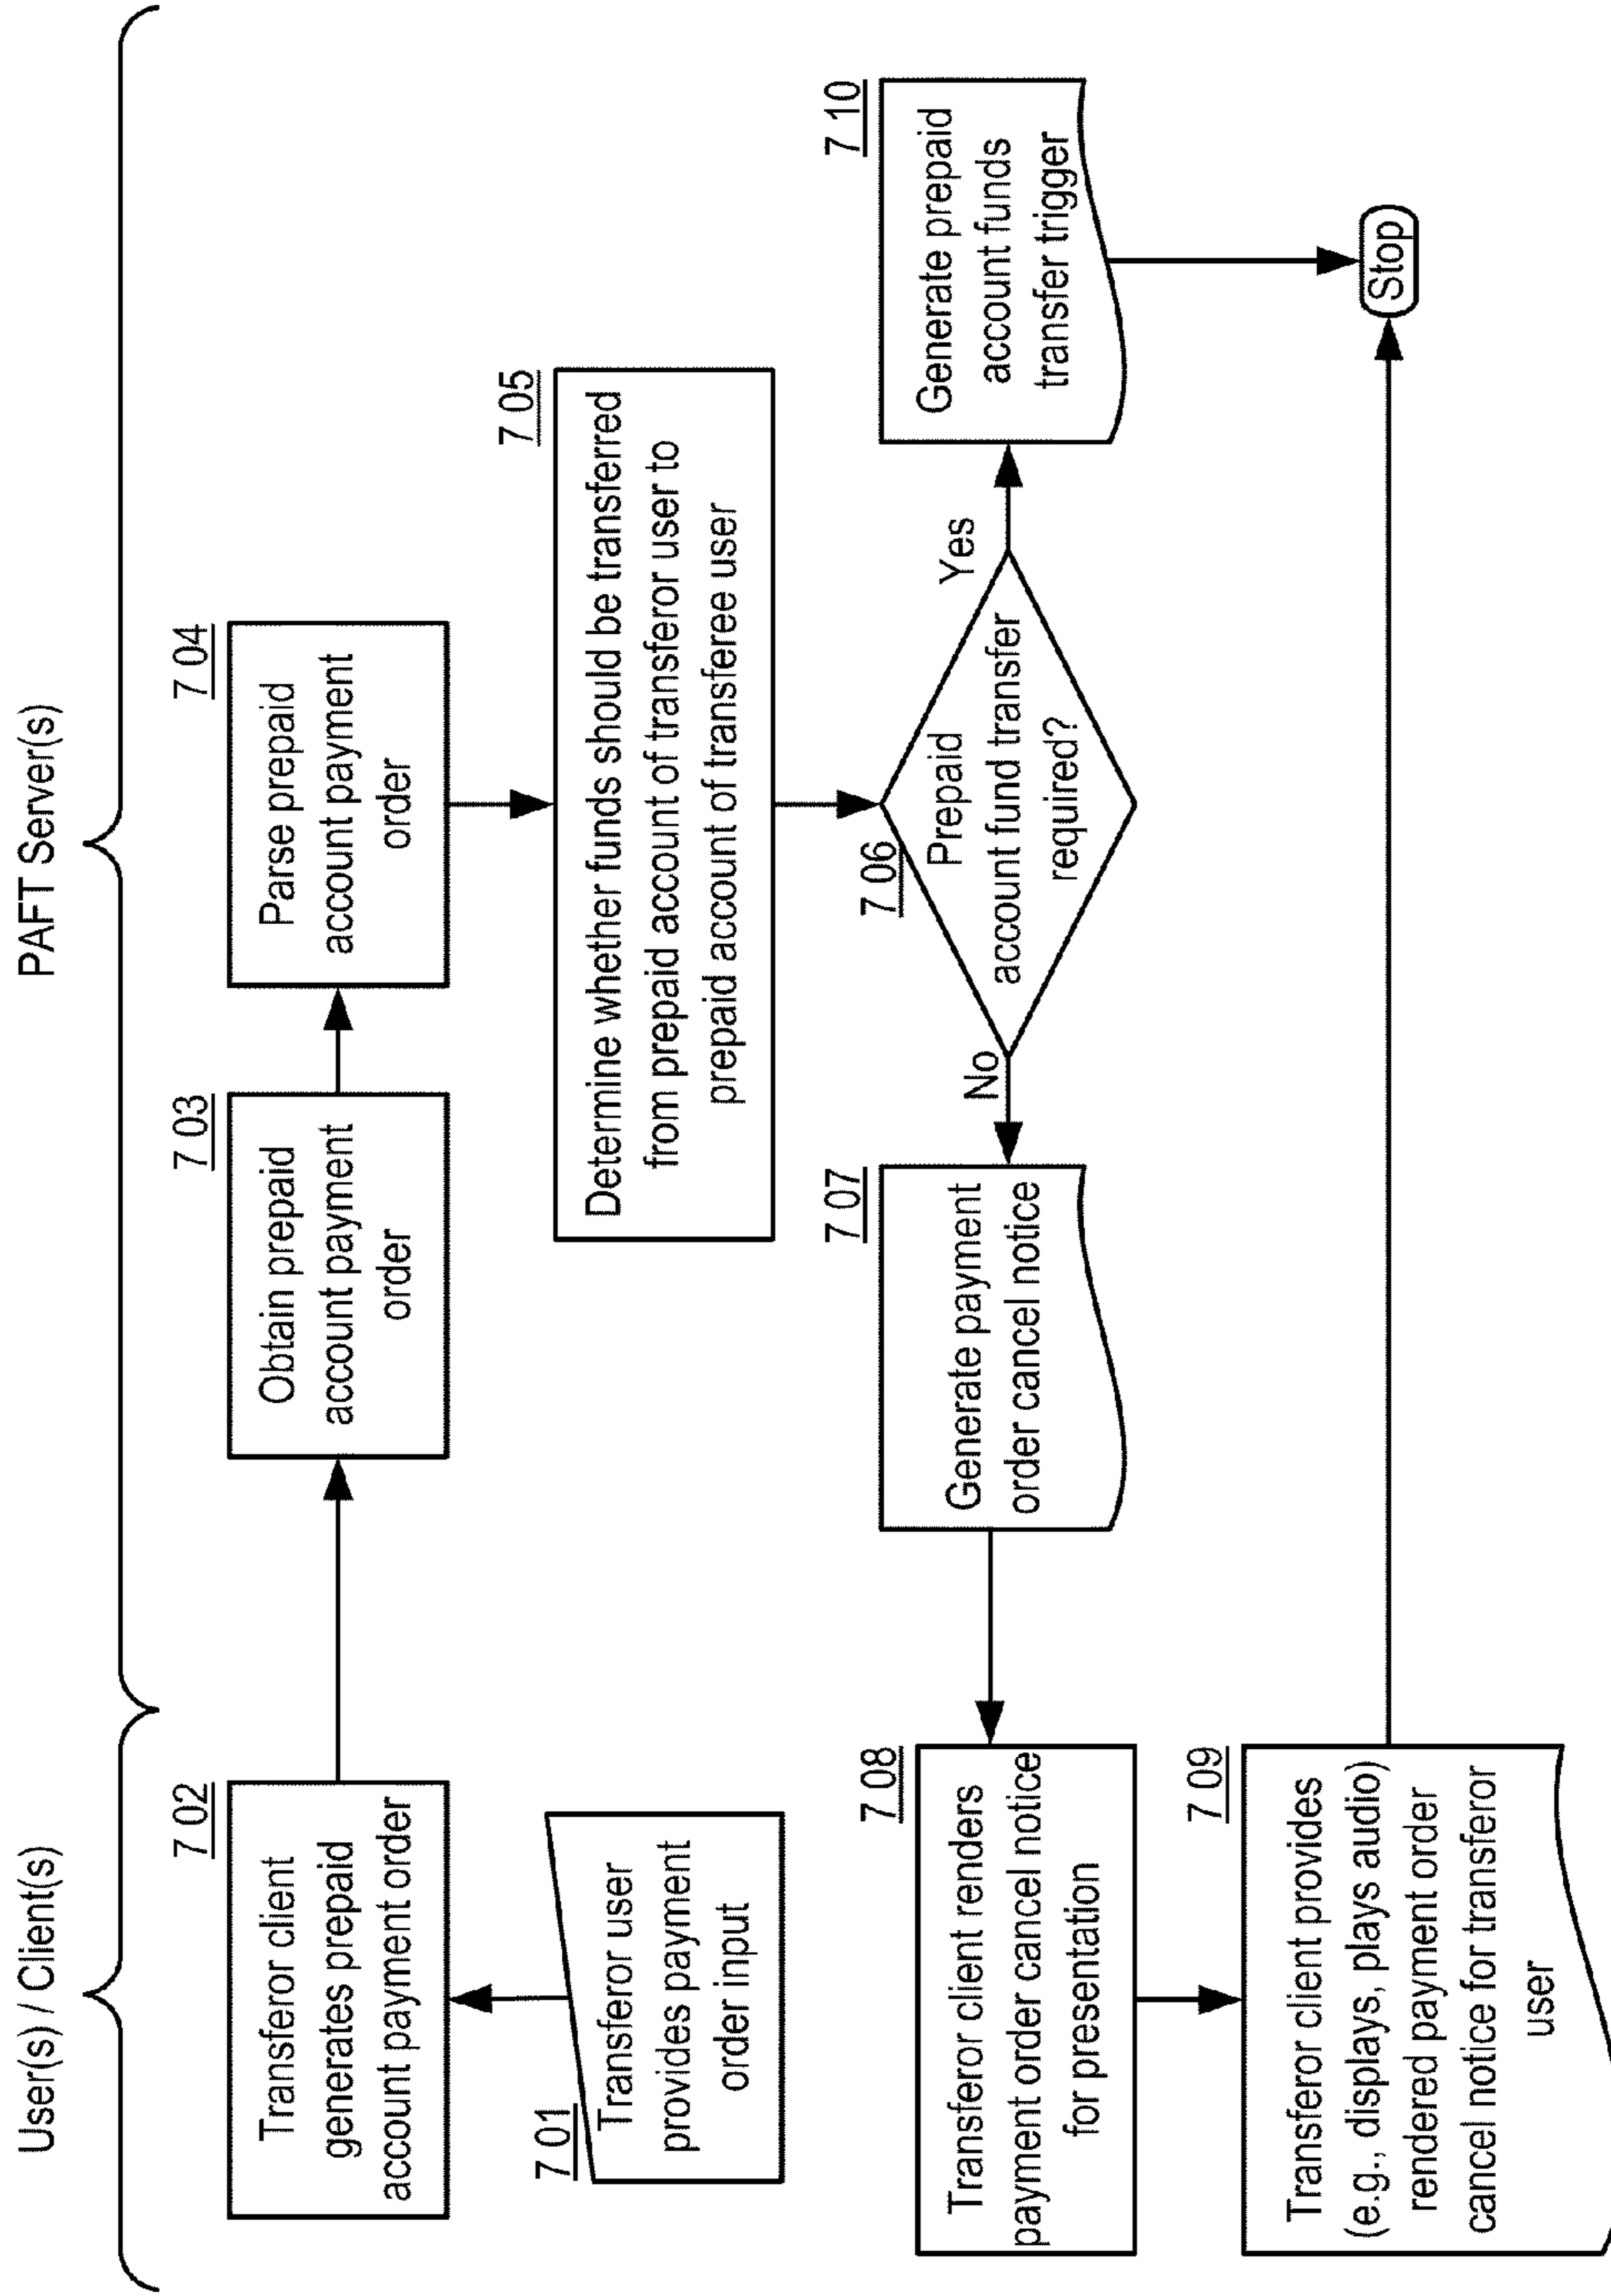 User(s) / Client(s)
PAFT Server(s)
7 02
Transferor client
generates prepaid
account payment order
7 01
Transferor user
provides payment
order input
7 03
Obtain prepaid
account payment
order
7 04
Parse prepaid
account payment
order
7 05
Determine whether funds should be transferred
from prepaid account of transferor user to
prepaid account of transferee user
7 06
Prepaid
account fund transfer
required?
No
Yes
7 07
Generate payment
order cancel notice
7 10
Generate prepaid
account funds
transfer trigger
7 08
Transferor client renders
payment order cancel notice
for presentation
7 09
Transferor client provides
(e.g., displays, plays audio)
rendered payment order
cancel notice for transferor
user
Stop